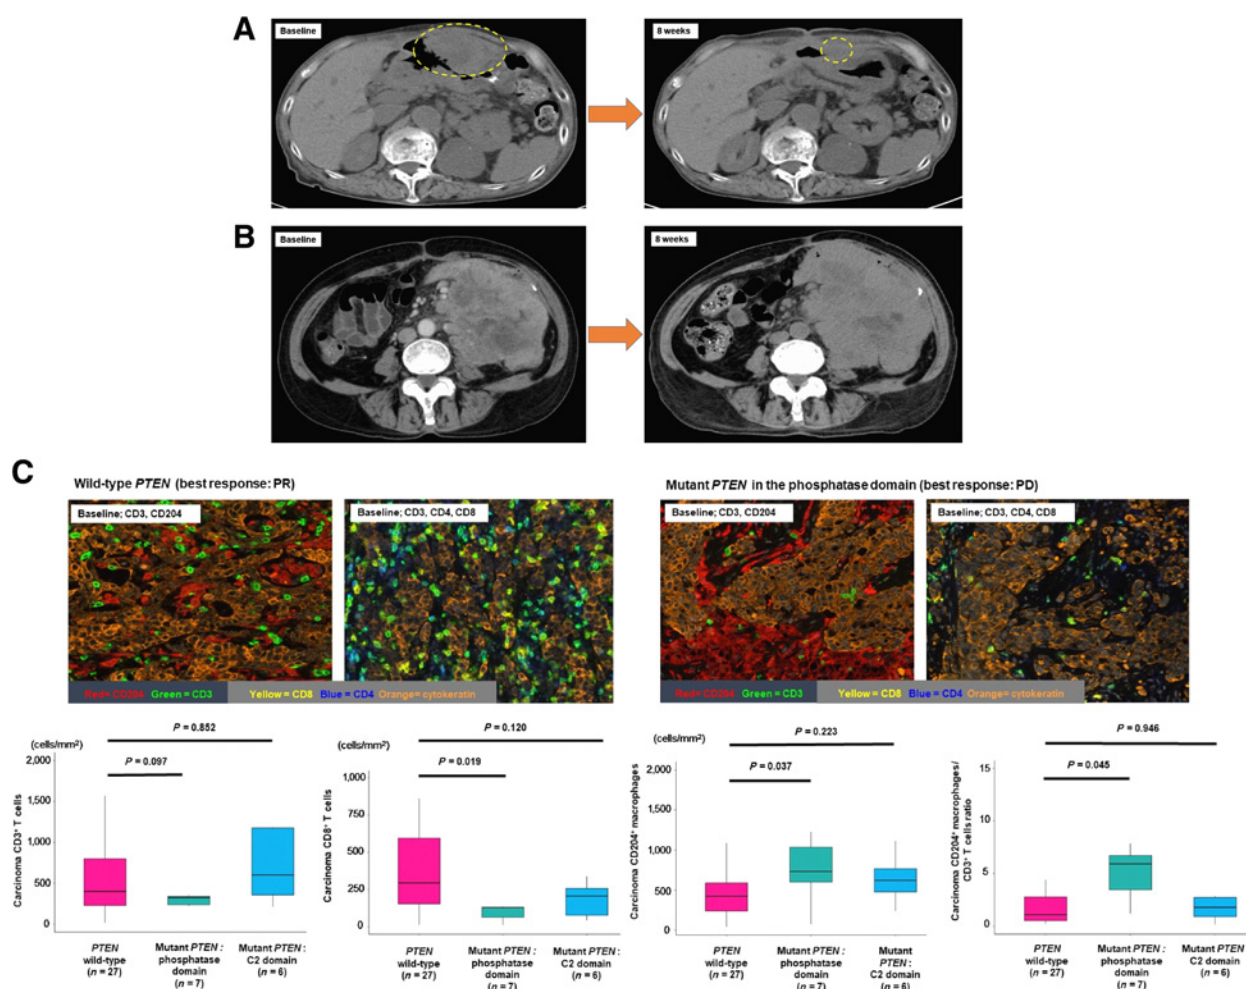 A
Baseline
8 weeks
B
Baseline
8 weeks
C
Wild-type PTEN (best response: PR)
Mutant PTEN in the phosphatase domain (best response: PD)
Baseline; CD3, CD204
Baseline; CD3, CD4, CD8
Baseline; CD3, CD204
Baseline; CD3, CD4, CD8
Red= CD204 Green = CD3 Yellow = CD8 Blue = CD4 Orange= cytokeratin
Red= CD204 Green = CD3 Yellow = CD8 Blue = CD4 Orange= cytokeratin
(cells/mm²)
P = 0.852
P = 0.097
2,000
1,500
1,000
500
0
Carcinoma CD3⁺ T cells
PTEN
wild-type
(n = 27)
Mutant PTEN :
phosphatase
domain
(n = 7)
Mutant PTEN :
C2 domain
(n = 6)
(cells/mm²)
P = 0.120
P = 0.019
1,000
750
500
250
0
Carcinoma CD8⁺ T cells
PTEN
wild-type
(n = 27)
Mutant PTEN :
phosphatase
domain
(n = 7)
Mutant PTEN :
C2 domain
(n = 6)
(cells/mm²)
P = 0.223
P = 0.037
2,000
1,500
1,000
500
0
Carcinoma CD204⁺ macrophages
PTEN
wild-type
(n = 27)
Mutant PTEN :
phosphatase
domain
(n = 7)
Mutant
PTEN :
C2 domain
(n = 6)
P = 0.946
P = 0.045
15
10
5
0
Carcinoma CD204⁺ macrophages/
CD3⁺ T cells ratio
PTEN
wild-type
(n = 27)
Mutant PTEN :
phosphatase
domain
(n = 7)
Mutant PTEN :
C2 domain
(n = 6)